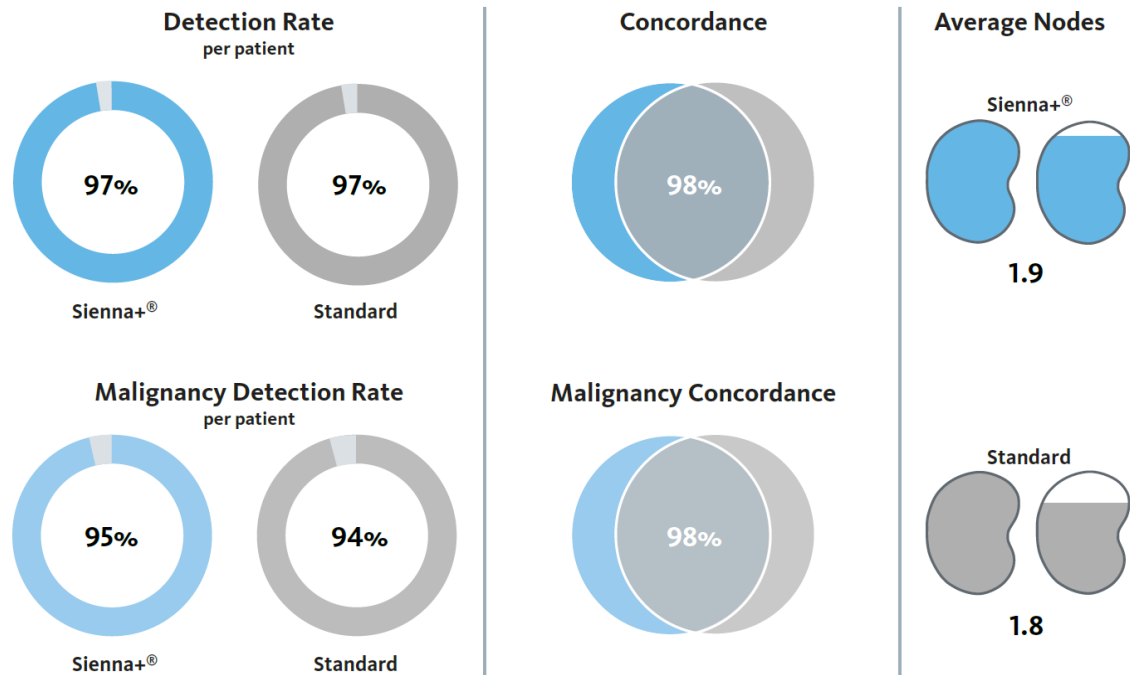 Detection Rate
per patient
97%
97%
Sienna+®
Standard
Concordance
98%
Average Nodes
Sienna+®
1.9
Malignancy Detection Rate
per patient
95%
94%
Sienna+®
Standard
Malignancy Concordance
98%
Standard
1.8